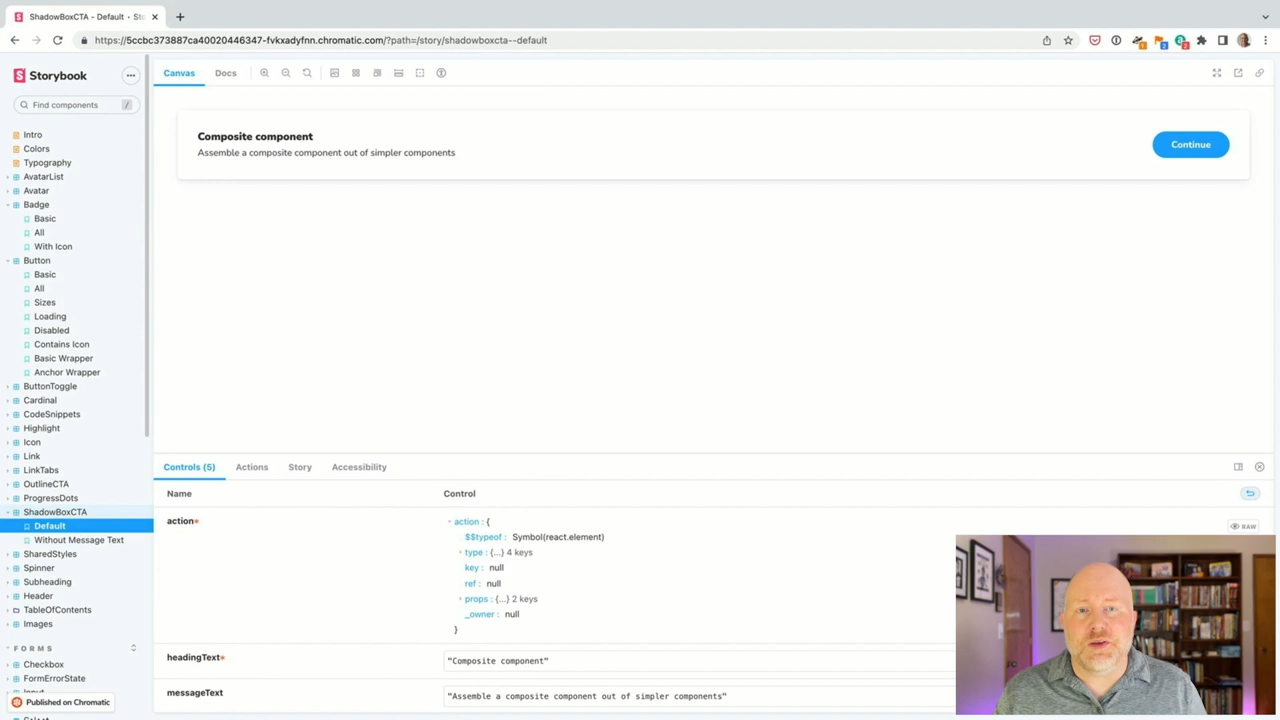 ShadowBoxCTA - Default · Sto
https://5ccbc373887ca40020446347-fvkxadyfnn.chromatic.com/?path=/story/shadowboxcta--default
Storybook
Find components /
Intro
Colors
Typography
AvatarList
Avatar
Badge
Basic
All
With Icon
Button
Basic
All
Sizes
Loading
Disabled
Contains Icon
Basic Wrapper
Anchor Wrapper
ButtonToggle
Cardinal
CodeSnippets
Highlight
Icon
Link
LinkTabs
OutlineCTA
ProgressDots
ShadowBoxCTA
Default
Without Message Text
SharedStyles
Spinner
Subheading
Header
TableOfContents
Images
FORMS
Checkbox
FormErrorState
Input
Published on Chromatic
Select
Canvas Docs
Composite component
Assemble a composite component out of simpler components
Continue
Controls (5) Actions Story Accessibility
Name Control
action*
action : {
$$typeof : Symbol(react.element)
type : {...} 4 keys
key : null
ref : null
props : {...} 2 keys
_owner : null
}
RAW
headingText*
"Composite component"
messageText
"Assemble a composite component out of simpler components"